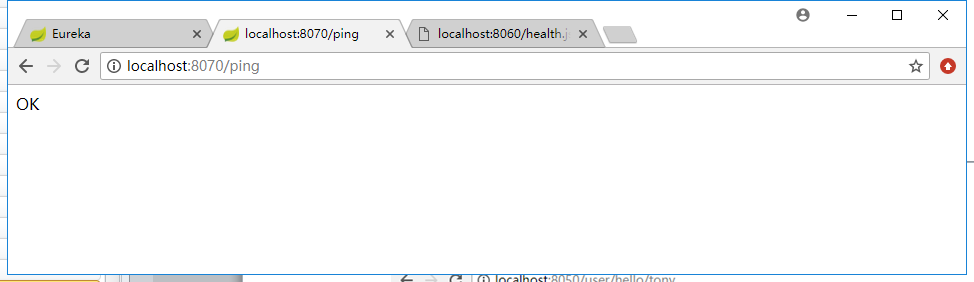 Eureka
localhost:8070/ping
localhost:8060/health.j
localhost:8070/ping
OK
localhost:8050/user/hello/tony